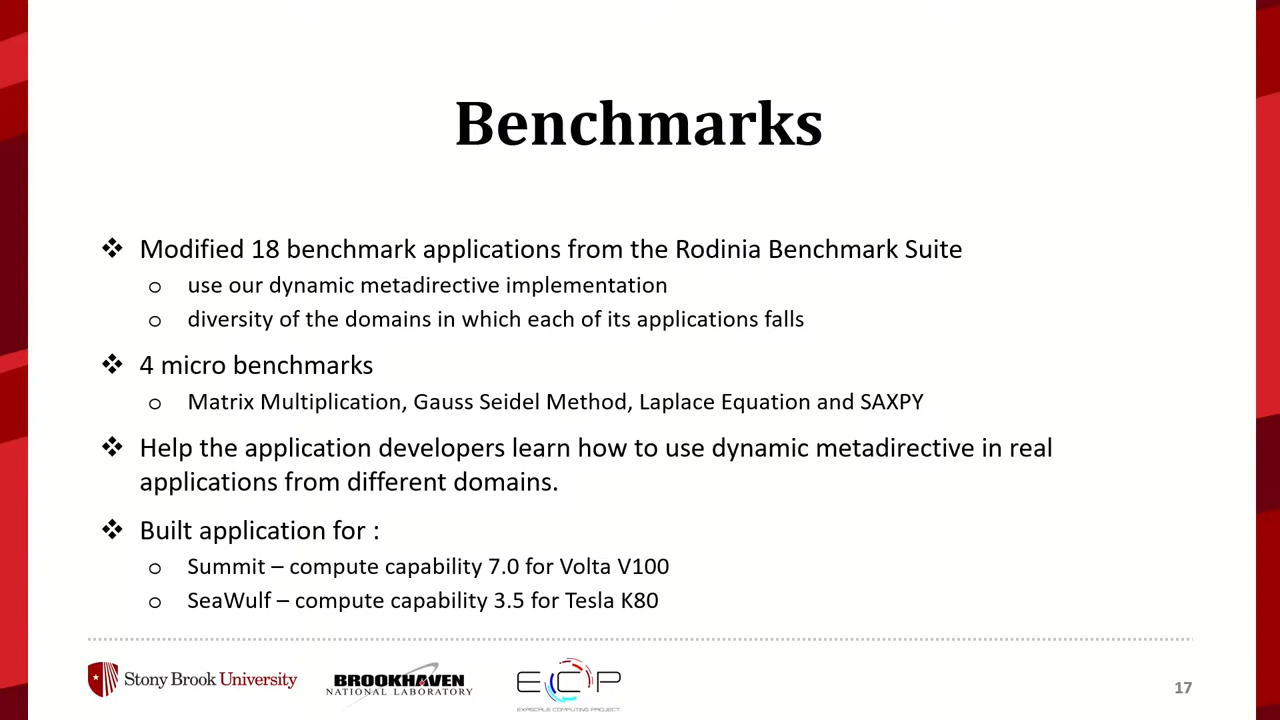 Benchmarks
❖ Modified 18 benchmark applications from the Rodinia Benchmark Suite
o use our dynamic metadirective implementation
o diversity of the domains in which each of its applications falls
❖ 4 micro benchmarks
o Matrix Multiplication, Gauss Seidel Method, Laplace Equation and SAXPY
❖ Help the application developers learn how to use dynamic metadirective in real
applications from different domains.
❖ Built application for :
o Summit – compute capability 7.0 for Volta V100
o SeaWulf – compute capability 3.5 for Tesla K80
Stony Brook University
BROOKHAVEN
NATIONAL LABORATORY
ECP
EXASCALE COMPUTING PROJECT
17